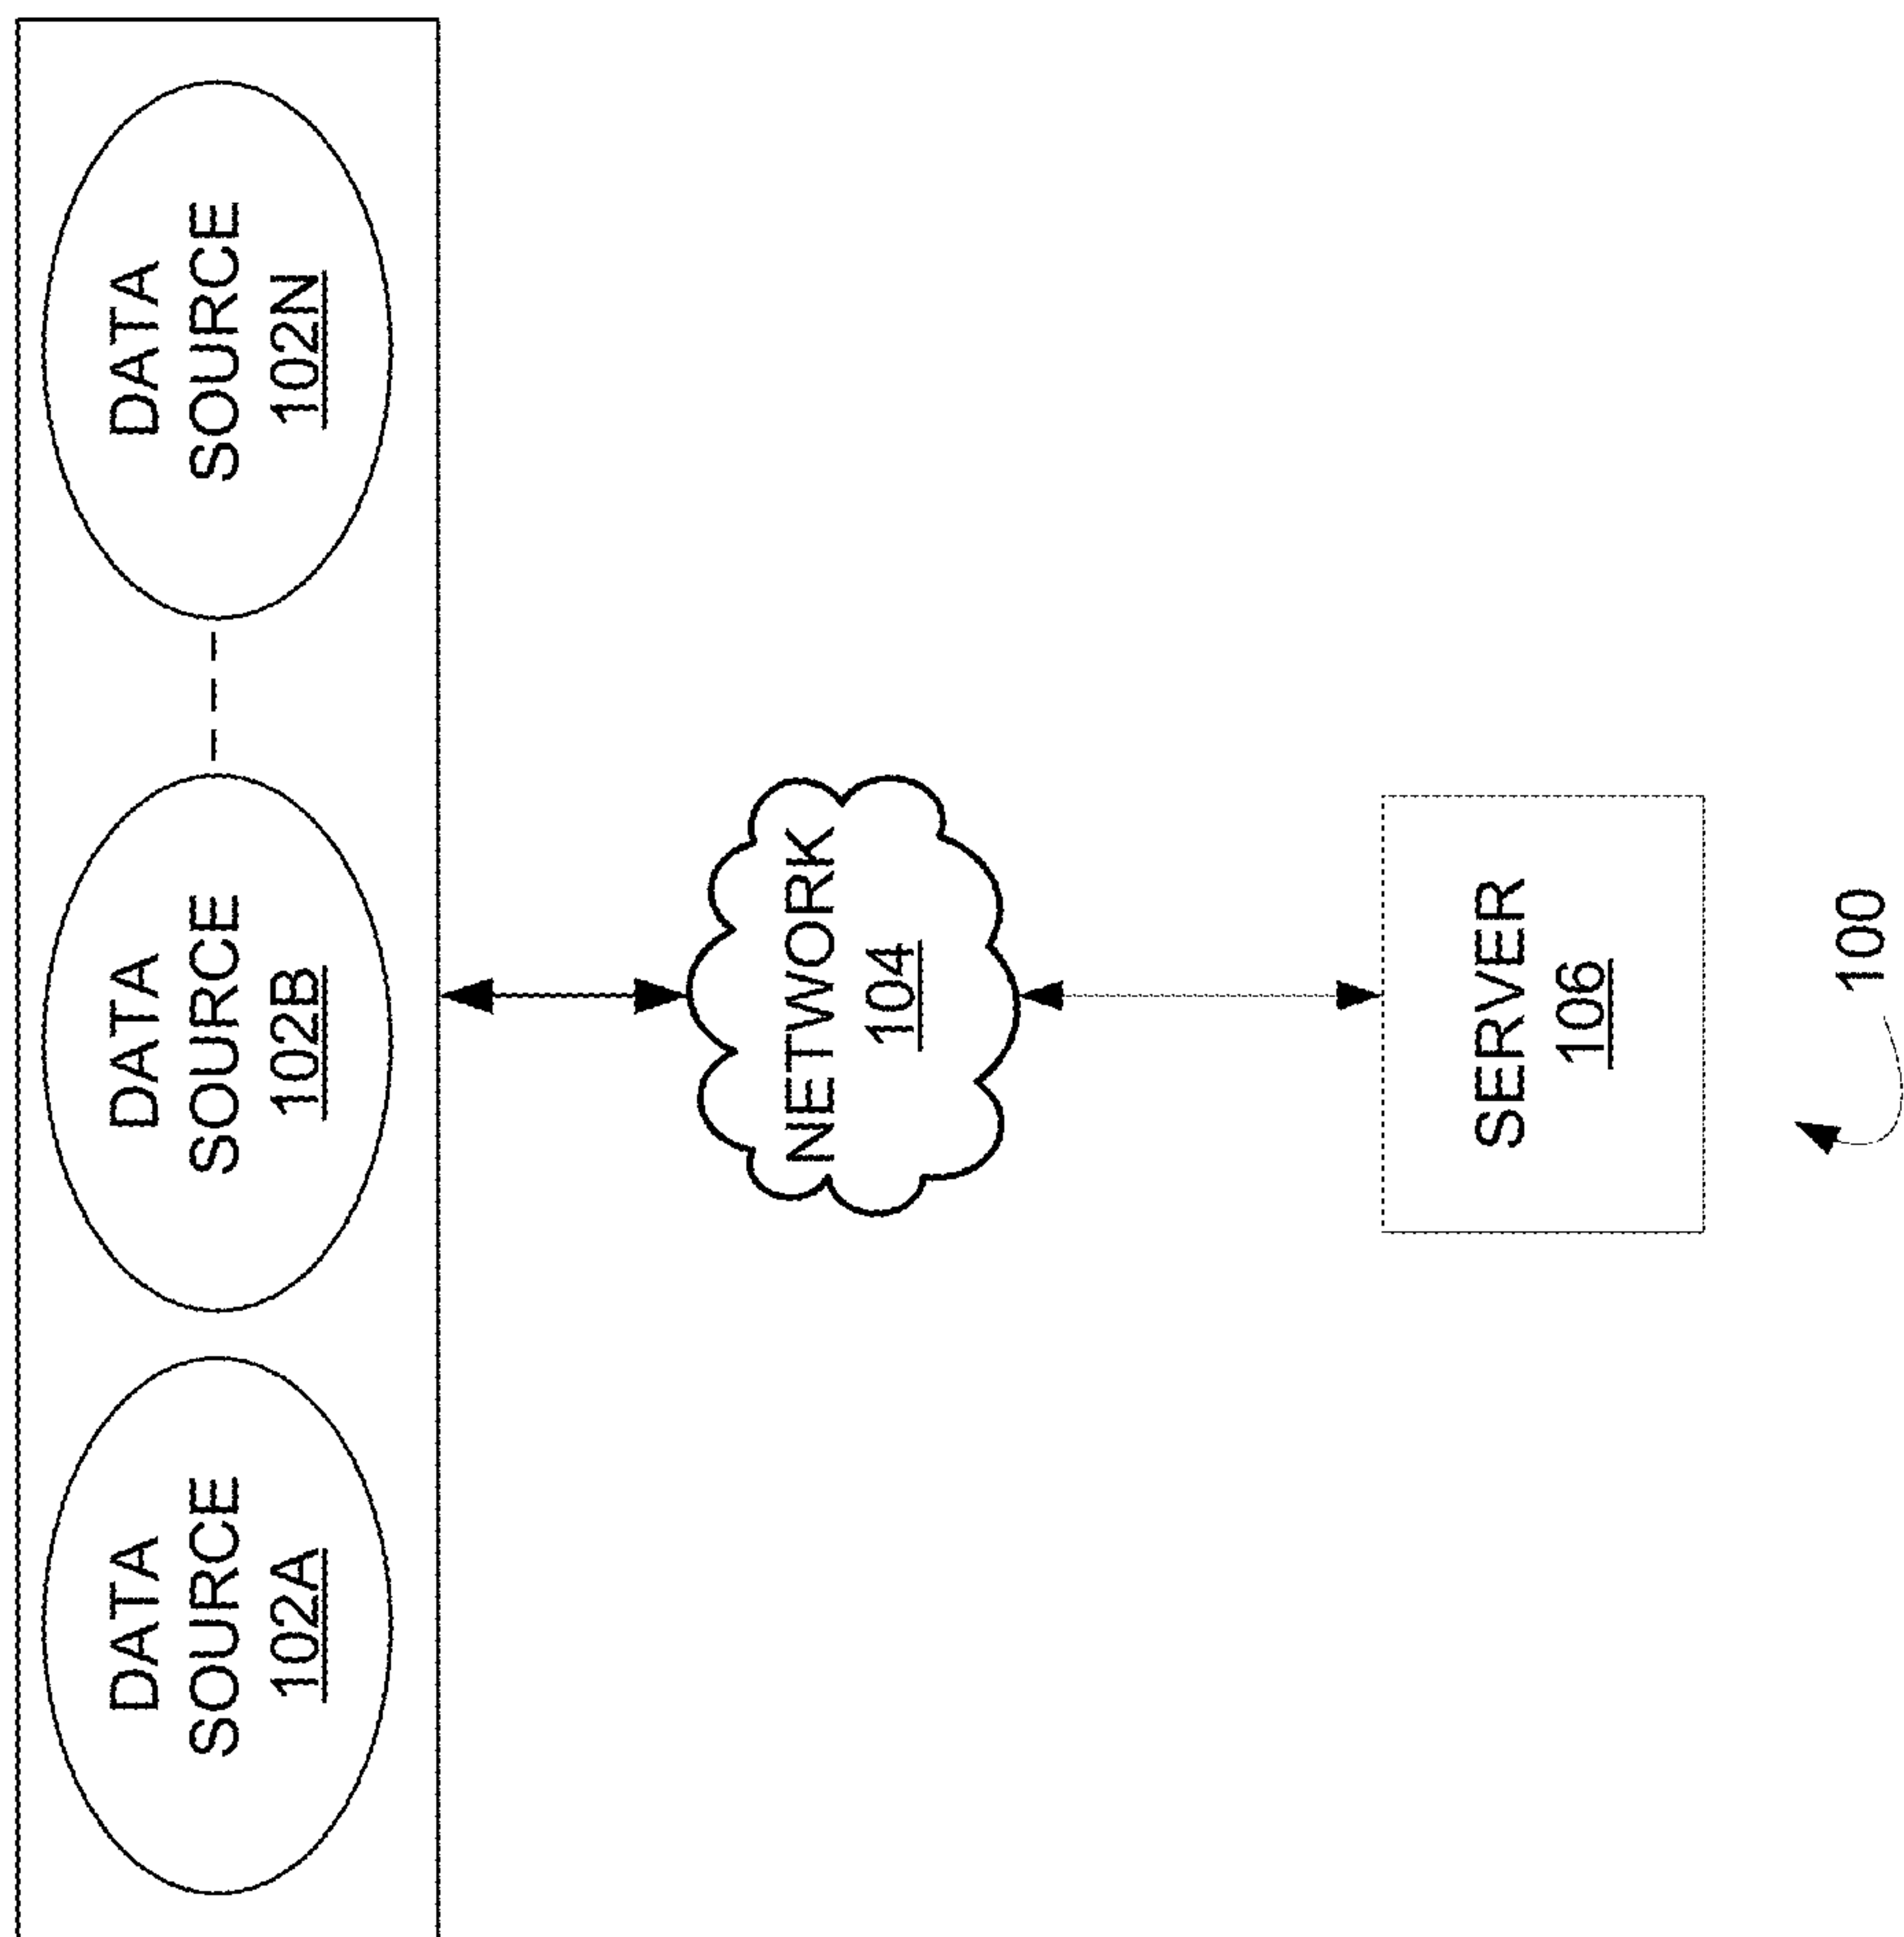 DATA
SOURCE
102A
DATA
SOURCE
102B
DATA
SOURCE
102N
NETWORK
104
SERVER
106
100